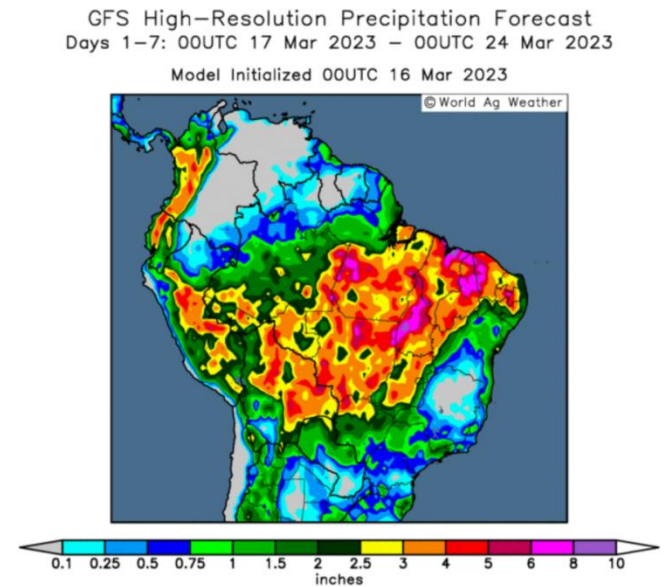 GFS High-Resolution Precipitation Forecast
Days 1-7: 00UTC 17 Mar 2023 - 00UTC 24 Mar 2023
Model Initialized 00UTC 16 Mar 2023
© World Ag Weather
0.1 0.25 0.5 0.75 1 1.5 2 2.5 3 4 5 6 8 10
inches